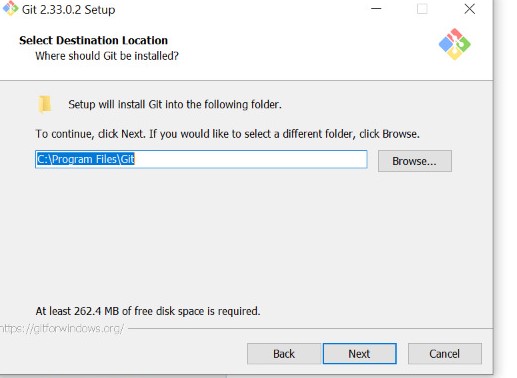 Git 2.33.0.2 Setup
Select Destination Location
Where should Git be installed?
Setup will install Git into the following folder.
To continue, click Next. If you would like to select a different folder, click Browse.
C:\Program Files\Git
Browse...
At least 262.4 MB of free disk space is required.
https://gitforwindows.org/
Back
Next
Cancel